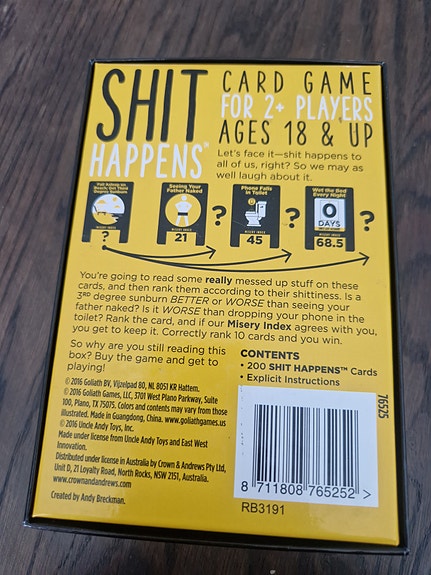 SHIT
HAPPENS™
CARD GAME
FOR 2+ PLAYERS
AGES 18 & UP
Let's face it—shit happens to
all of us, right? So we may as
well laugh about it.
Fall Asleep on
Beach, Get Third
Degree Sunburn
MISERY INDEX
?
Seeing Your
Father Naked
MISERY INDEX
21
?
Phone Falls
in Toilet
MISERY INDEX
45
?
Wet the Bed
Every Night
0
DAYS
MISERY INDEX
68.5
?
You're going to read some really messed up stuff on these
cards, and then rank them according to their shittiness. Is a
3RD degree sunburn BETTER or WORSE than seeing your
father naked? Is it WORSE than dropping your phone in the
toilet? Rank the card, and if our Misery Index agrees with you,
you get to keep it. Correctly rank 10 cards and you win.
So why are you still reading this
box? Buy the game and get to
playing!
© 2016 Goliath BV, Vijzelpad 80, NL 8051 KR Hattem.
© 2016 Goliath Games, LLC, 3701 West Plano Parkway, Suite
100, Plano, TX 75075. Colors and contents may vary from those
illustrated. Made in Guangdong, China. www.goliathgames.us
© 2016 Uncle Andy Toys, Inc.
Made under license from Uncle Andy Toys and East West
Innovation.
Distributed under license in Australia by Crown & Andrews Pty Ltd,
Unit D, 21 Loyalty Road, North Rocks, NSW 2151, Australia.
www.crownandandrews.com
Created by Andy Breckman.
CONTENTS
• 200 SHIT HAPPENS™ Cards
• Explicit Instructions
76525
8 711808 765252 >
RB3191